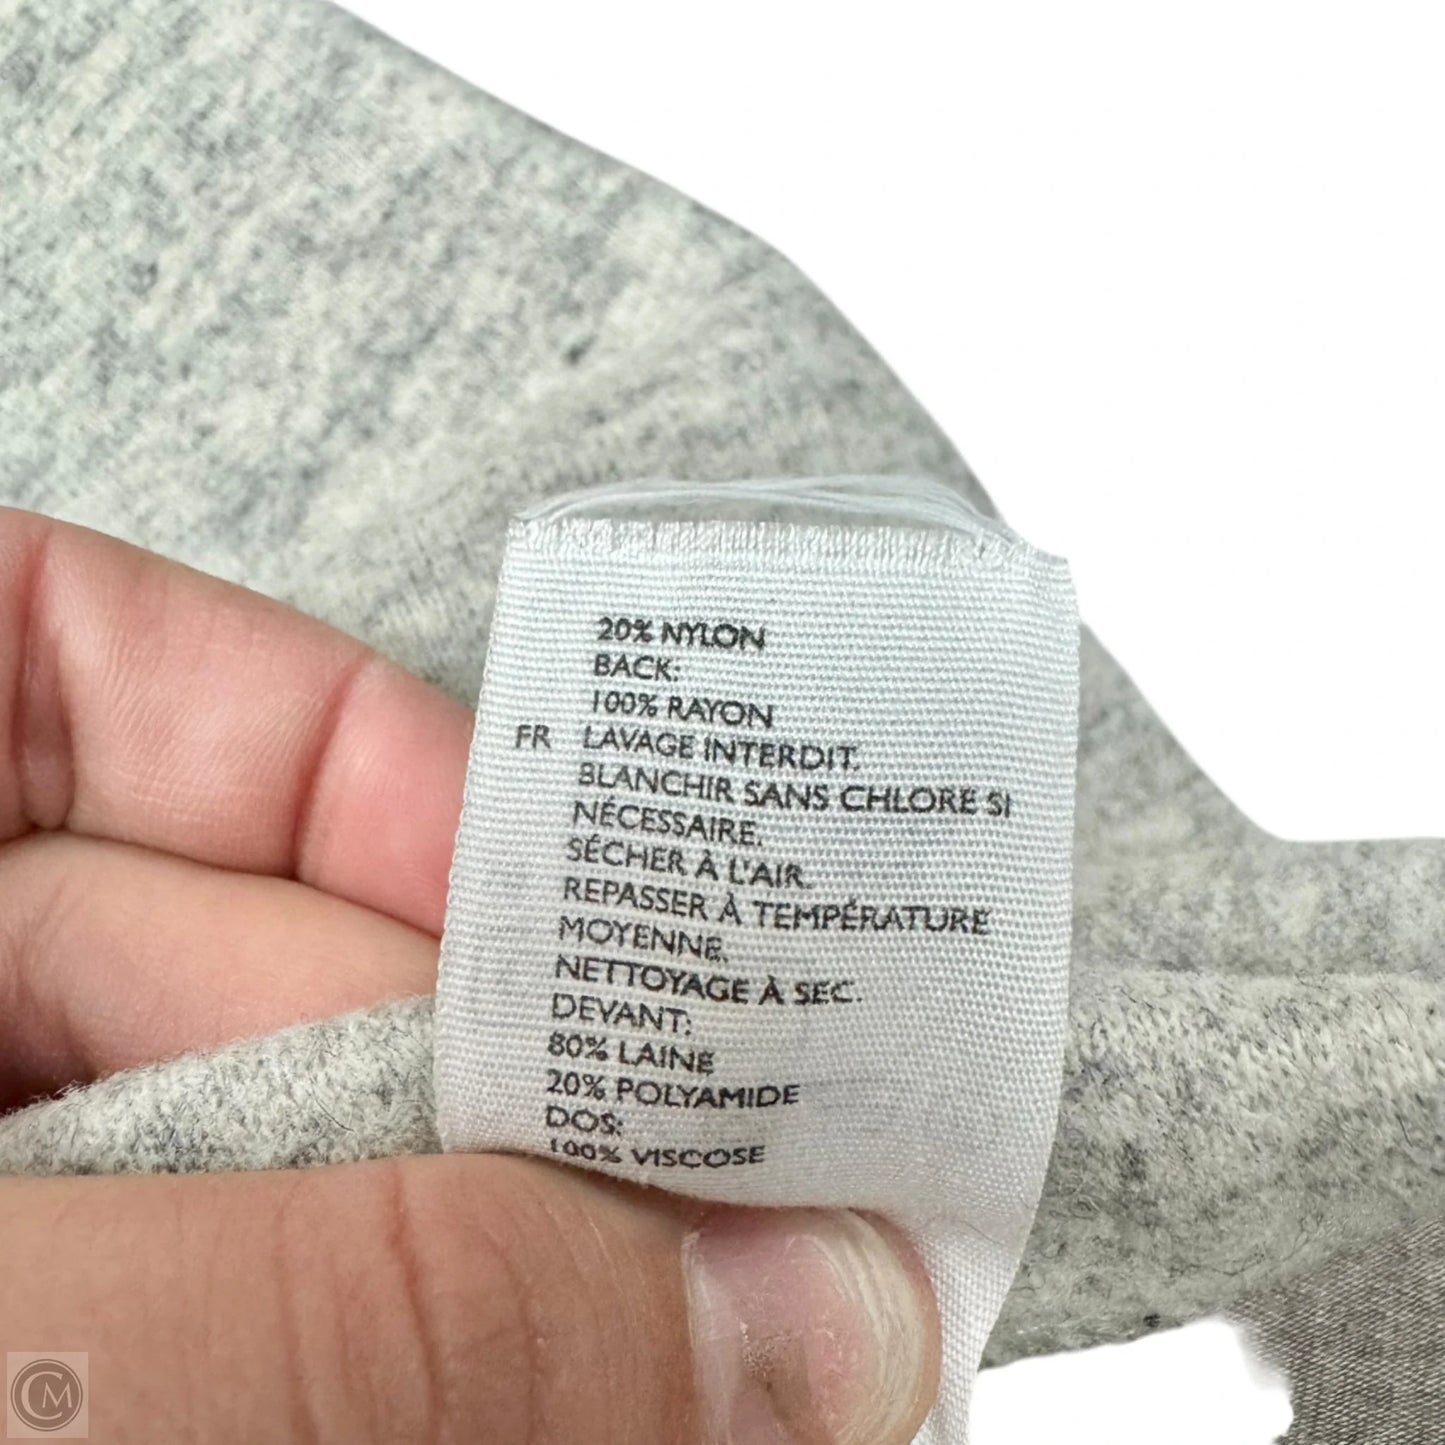 20% NYLON
BACK:
100% RAYON
FR LAVAGE INTERDIT.
BLANCHIR SANS CHLORE SI
NÉCESSAIRE.
SÉCHER À L'AIR.
REPASSER À TEMPÉRATURE
MOYENNE.
NETTOYAGE À SEC.
DEVANT:
80% LAINE
20% POLYAMIDE
DOS:
100% VISCOSE
CM